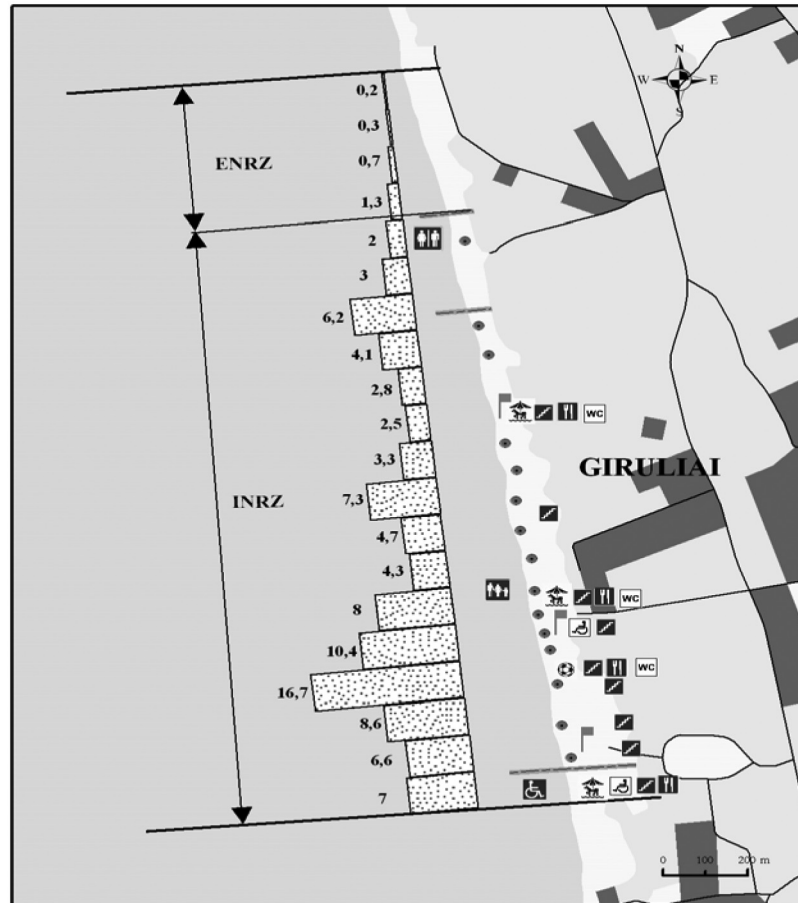 N
W E
S
0,2
0,3
ENRZ
0,7
1,3
2
3
6,2
4,1
2,8
WC
2,5
3,3
GIRULIAI
7,3
INRZ
4,7
4,3
8
WC
10,4
WC
16,7
8,6
6,6
7
0 100 200 m